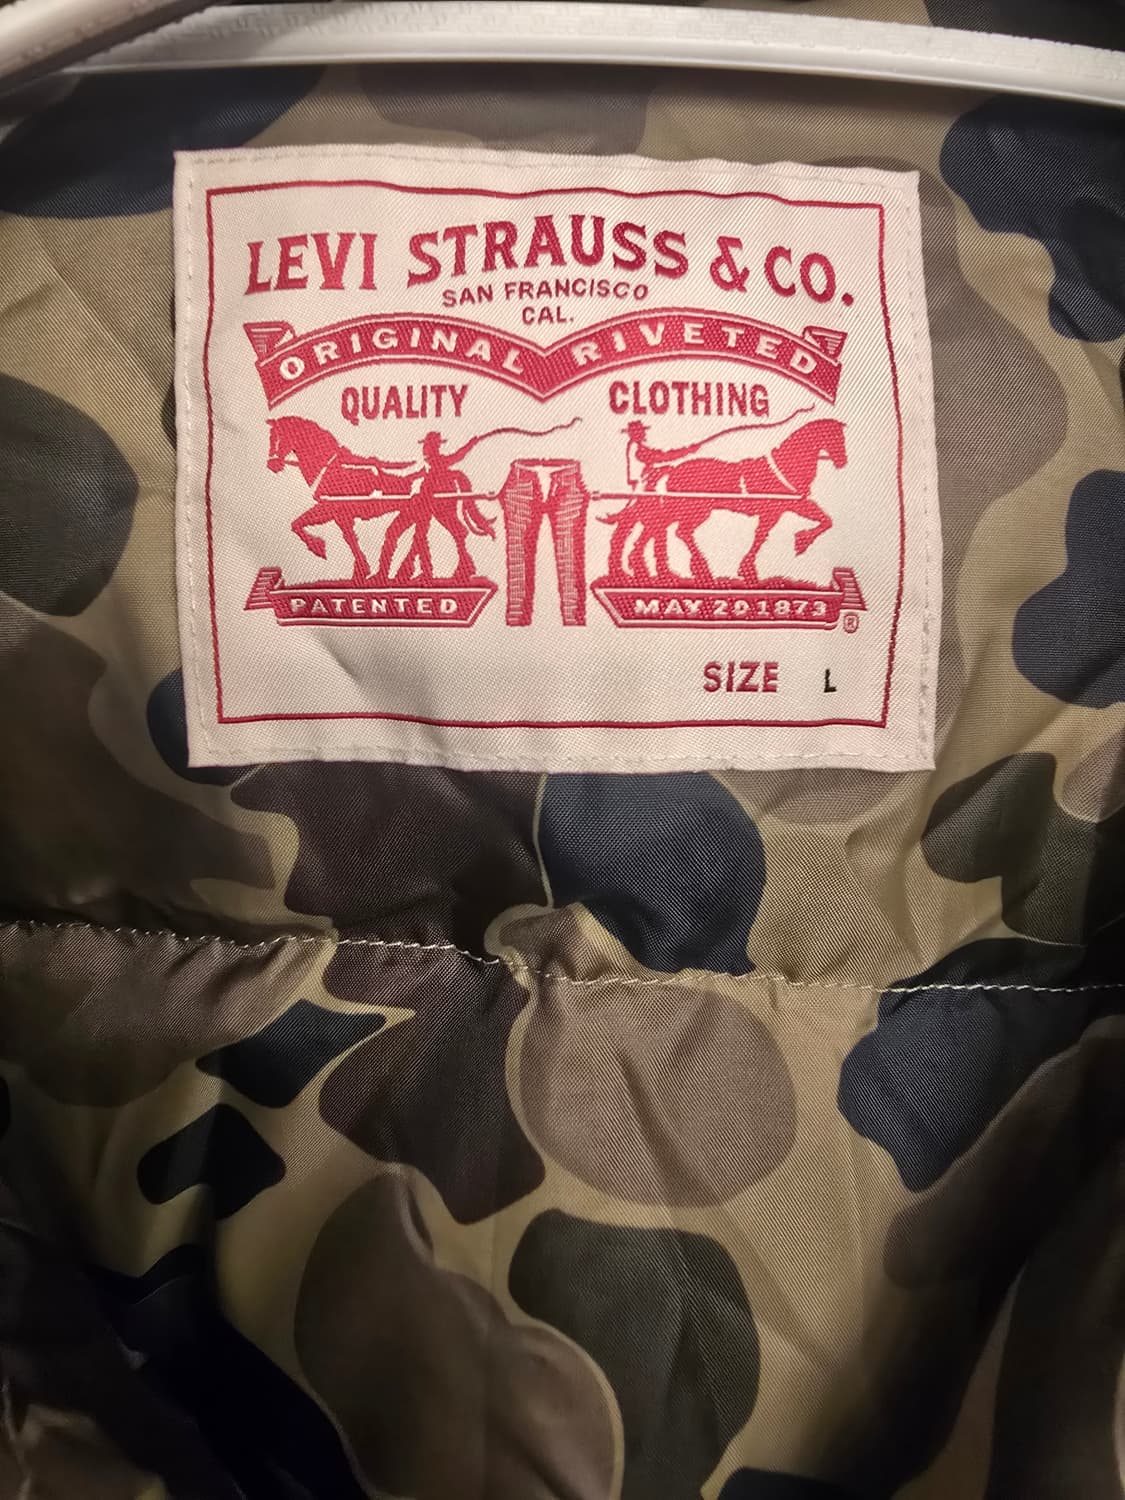 LEVI STRAUSS & CO.
SAN FRANCISCO
CAL.
ORIGINAL RIVETED
QUALITY CLOTHING
PATENTED MAY 20 1873
®
SIZE L